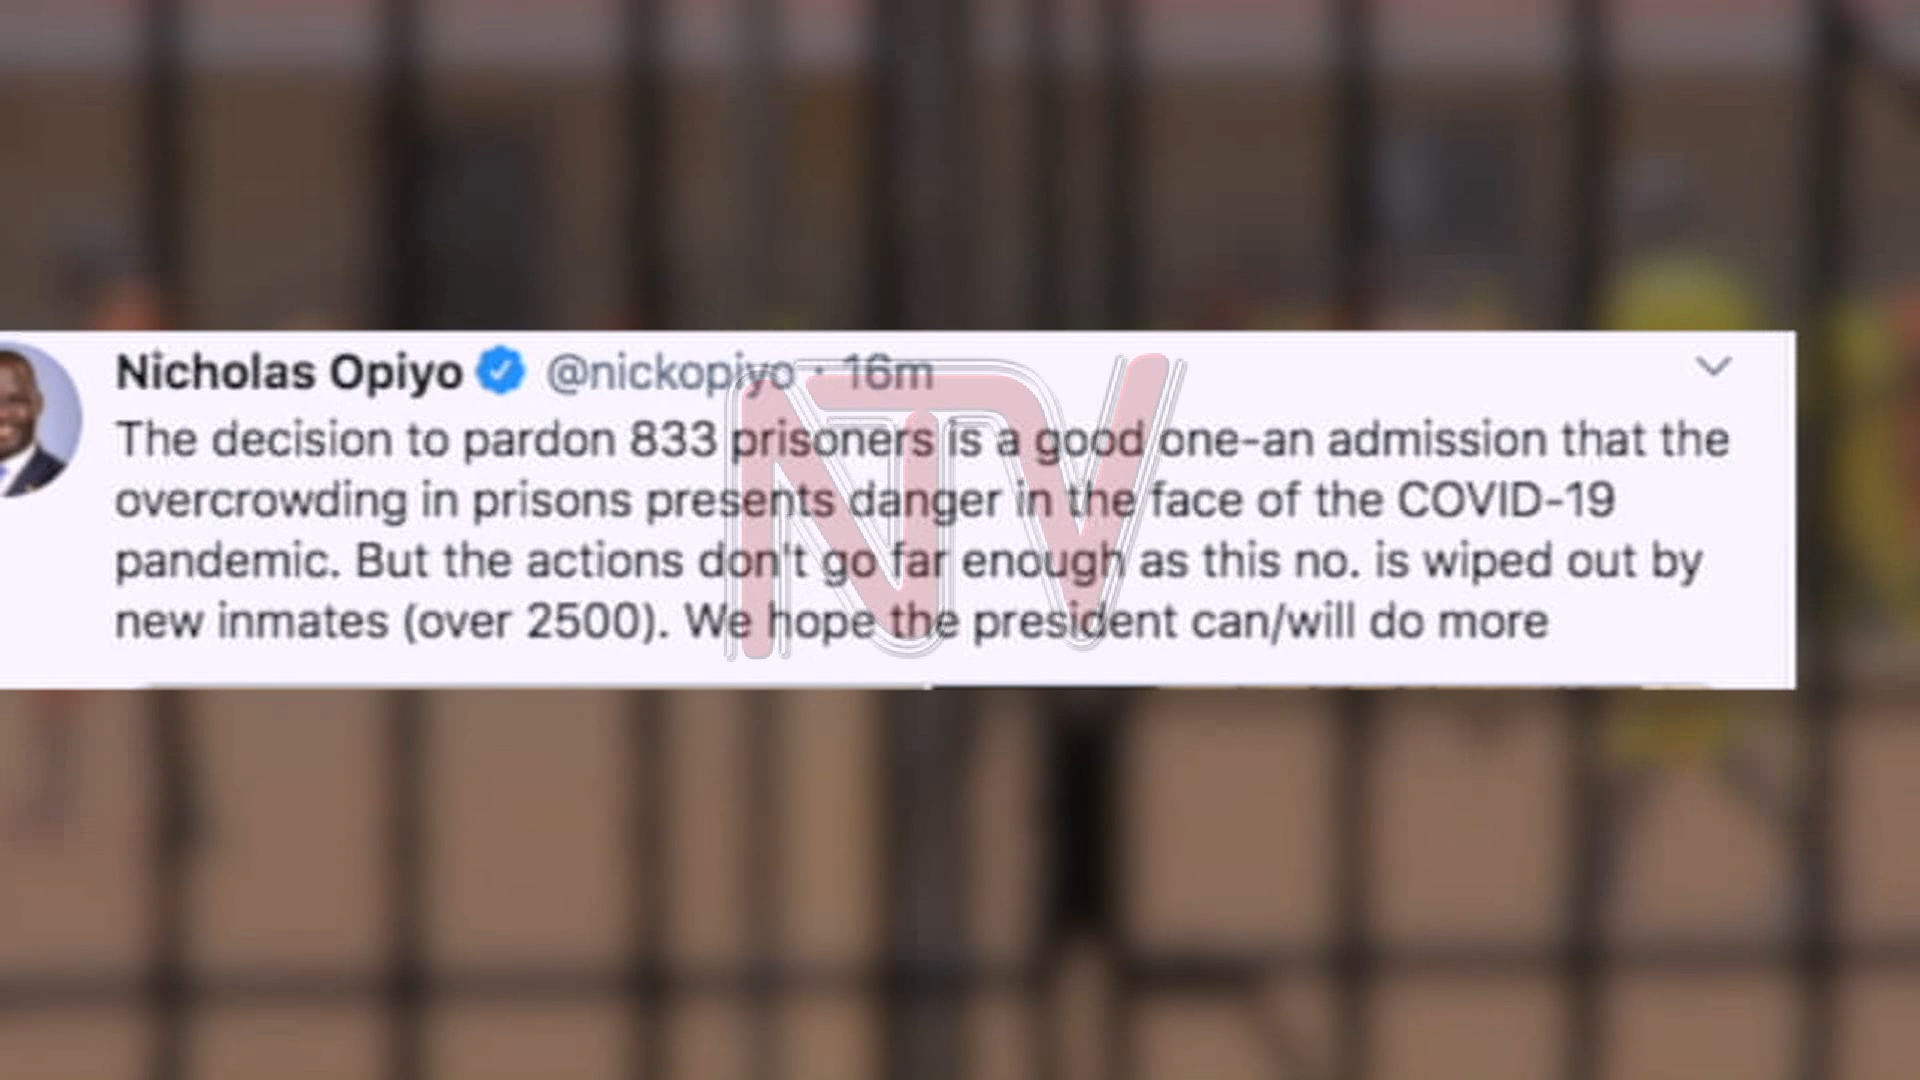 Nicholas Opiyo @nickopiyo · 16m
The decision to pardon 833 prisoners is a good one-an admission that the
overcrowding in prisons presents danger in the face of the COVID-19
pandemic. But the actions don't go far enough as this no. is wiped out by
new inmates (over 2500). We hope the president can/will do more
NTV